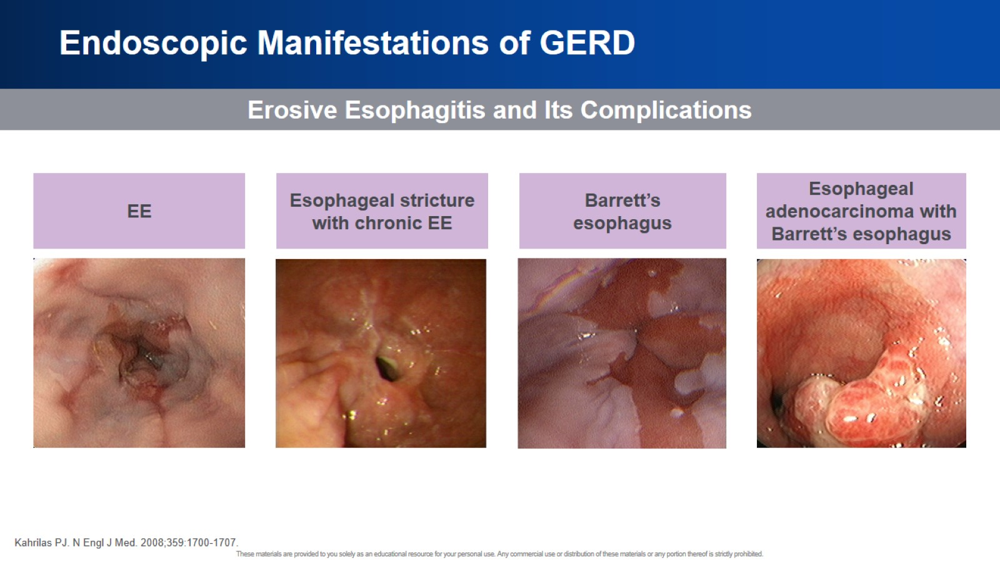 Endoscopic Manifestations of GERD
Erosive Esophagitis and Its Complications
EE
Esophageal stricture
with chronic EE
Barrett’s
esophagus
Esophageal
adenocarcinoma with
Barrett’s esophagus
Kahrilas PJ. N Engl J Med. 2008;359:1700-1707.
These materials are provided to you solely as an educational resource for your personal use. Any commercial use or distribution of these materials or any portion thereof is strictly prohibited.